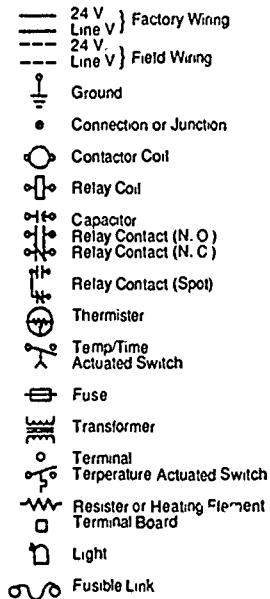 24 V
Line V } Factory Wiring
24 V
Line V } Field Wiring
Ground
Connection or Junction
Contactor Coil
Relay Coil
Capacitor
Relay Contact (N.O)
Relay Contact (N.C)
Relay Contact (Spot)
Thermister
Temp/Time
Actuated Switch
Fuse
Transformer
Terminal
Terperature Actuated Switch
Resister or Heating Element
Terminal Board
Light
Fusible Link